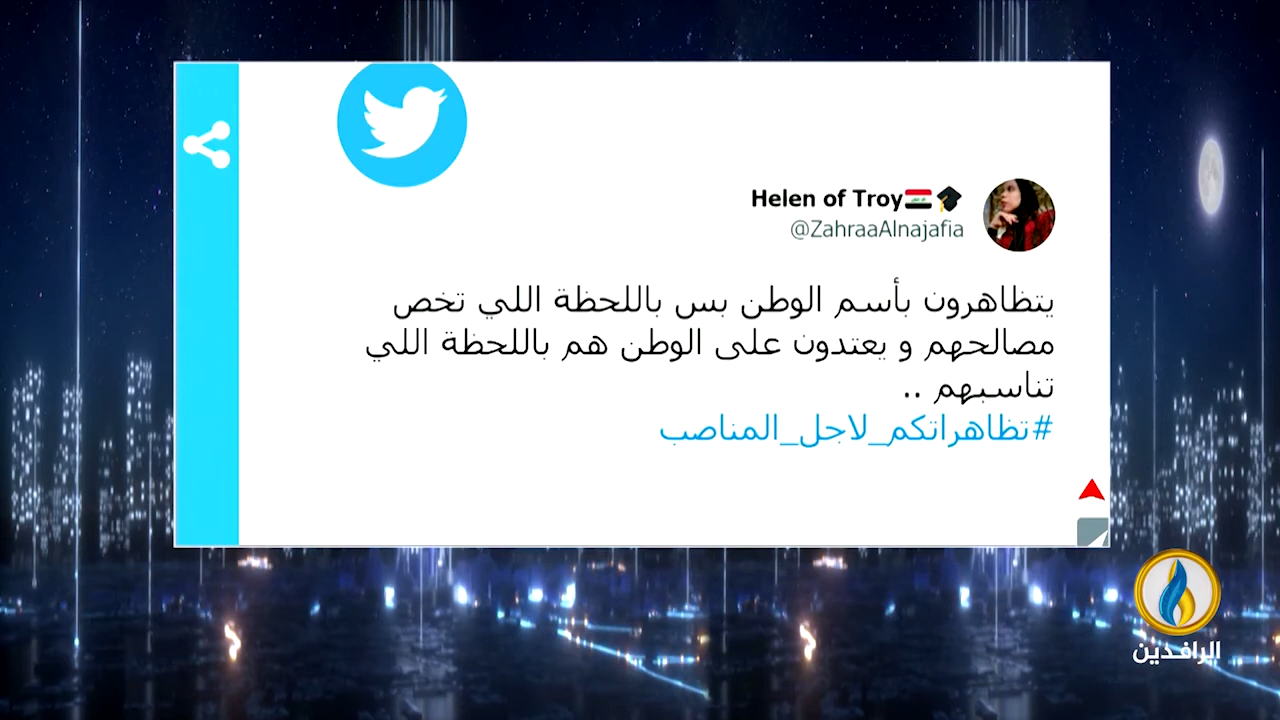 Helen of Troy
@ZahraaAlnajafia
يتظاهرون بأسم الوطن بس باللحظة اللي تخص
مصالحهم و يعتدون على الوطن هم باللحظة اللي
تناسبهم ..
#تظاهراتكم_لاجل_المناصب
الرافدين